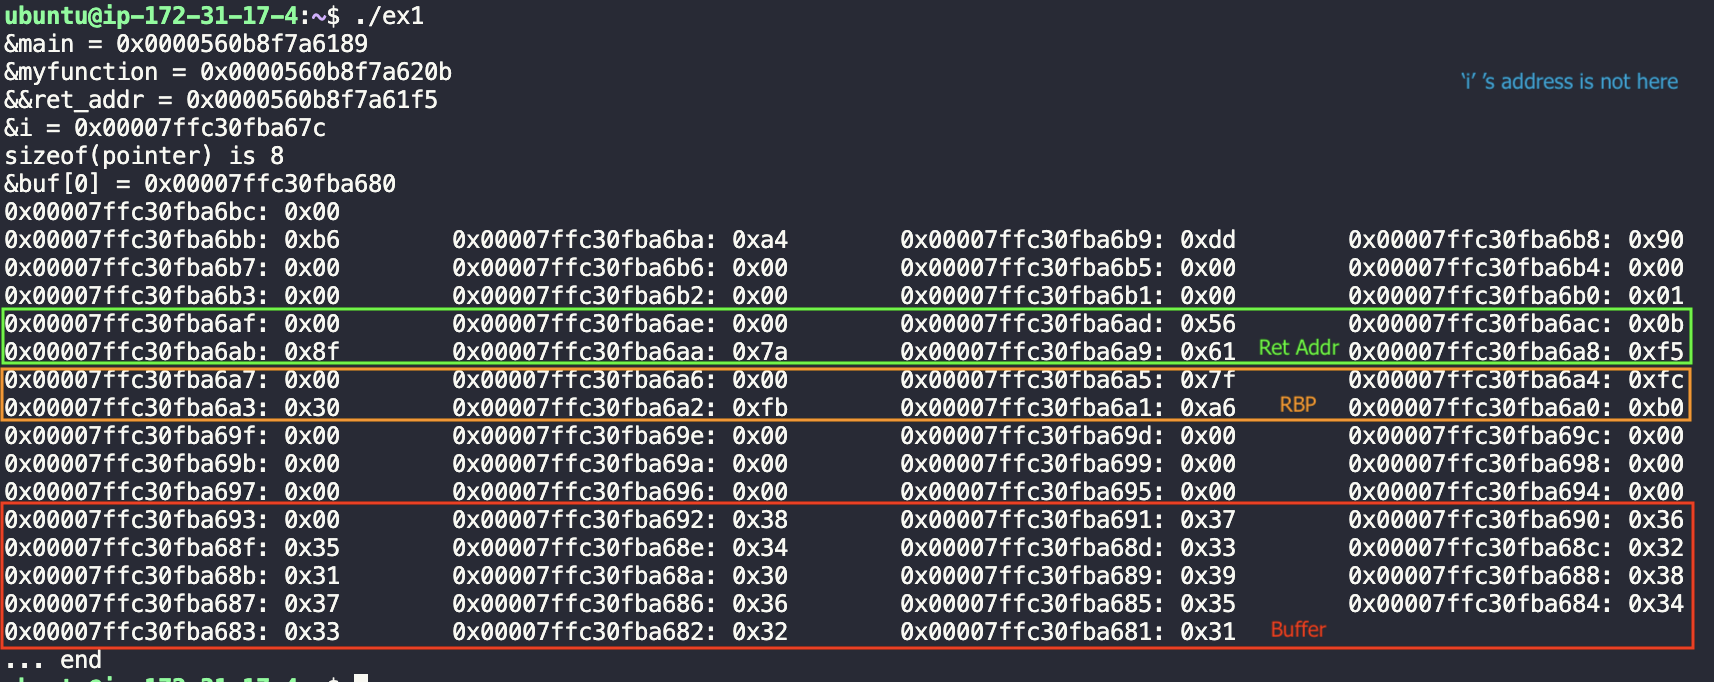 ubuntu@ip-172-31-17-4:~$ ./ex1
&main = 0x0000560b8f7a6189
&myfunction = 0x0000560b8f7a620b
'i' 's address is not here
&&ret_addr = 0x0000560b8f7a61f5
&i = 0x00007ffc30fba67c
sizeof(pointer) is 8
&buf[0] = 0x00007ffc30fba680
0x00007ffc30fba6bc: 0x00
0x00007ffc30fba6bb: 0xb6 0x00007ffc30fba6ba: 0xa4 0x00007ffc30fba6b9: 0xdd 0x00007ffc30fba6b8: 0x90
0x00007ffc30fba6b7: 0x00 0x00007ffc30fba6b6: 0x00 0x00007ffc30fba6b5: 0x00 0x00007ffc30fba6b4: 0x00
0x00007ffc30fba6b3: 0x00 0x00007ffc30fba6b2: 0x00 0x00007ffc30fba6b1: 0x00 0x00007ffc30fba6b0: 0x01
0x00007ffc30fba6af: 0x00 0x00007ffc30fba6ae: 0x00 0x00007ffc30fba6ad: 0x56 0x00007ffc30fba6ac: 0x0b
0x00007ffc30fba6ab: 0x8f 0x00007ffc30fba6aa: 0x7a 0x00007ffc30fba6a9: 0x61 Ret Addr 0x00007ffc30fba6a8: 0xf5
0x00007ffc30fba6a7: 0x00 0x00007ffc30fba6a6: 0x00 0x00007ffc30fba6a5: 0x7f 0x00007ffc30fba6a4: 0xfc
0x00007ffc30fba6a3: 0x30 0x00007ffc30fba6a2: 0xfb 0x00007ffc30fba6a1: 0xa6 RBP 0x00007ffc30fba6a0: 0xb0
0x00007ffc30fba69f: 0x00 0x00007ffc30fba69e: 0x00 0x00007ffc30fba69d: 0x00 0x00007ffc30fba69c: 0x00
0x00007ffc30fba69b: 0x00 0x00007ffc30fba69a: 0x00 0x00007ffc30fba699: 0x00 0x00007ffc30fba698: 0x00
0x00007ffc30fba697: 0x00 0x00007ffc30fba696: 0x00 0x00007ffc30fba695: 0x00 0x00007ffc30fba694: 0x00
0x00007ffc30fba693: 0x00 0x00007ffc30fba692: 0x38 0x00007ffc30fba691: 0x37 0x00007ffc30fba690: 0x36
0x00007ffc30fba68f: 0x35 0x00007ffc30fba68e: 0x34 0x00007ffc30fba68d: 0x33 0x00007ffc30fba68c: 0x32
0x00007ffc30fba68b: 0x31 0x00007ffc30fba68a: 0x30 0x00007ffc30fba689: 0x39 0x00007ffc30fba688: 0x38
0x00007ffc30fba687: 0x37 0x00007ffc30fba686: 0x36 0x00007ffc30fba685: 0x35 0x00007ffc30fba684: 0x34
0x00007ffc30fba683: 0x33 0x00007ffc30fba682: 0x32 0x00007ffc30fba681: 0x31 Buffer
... end